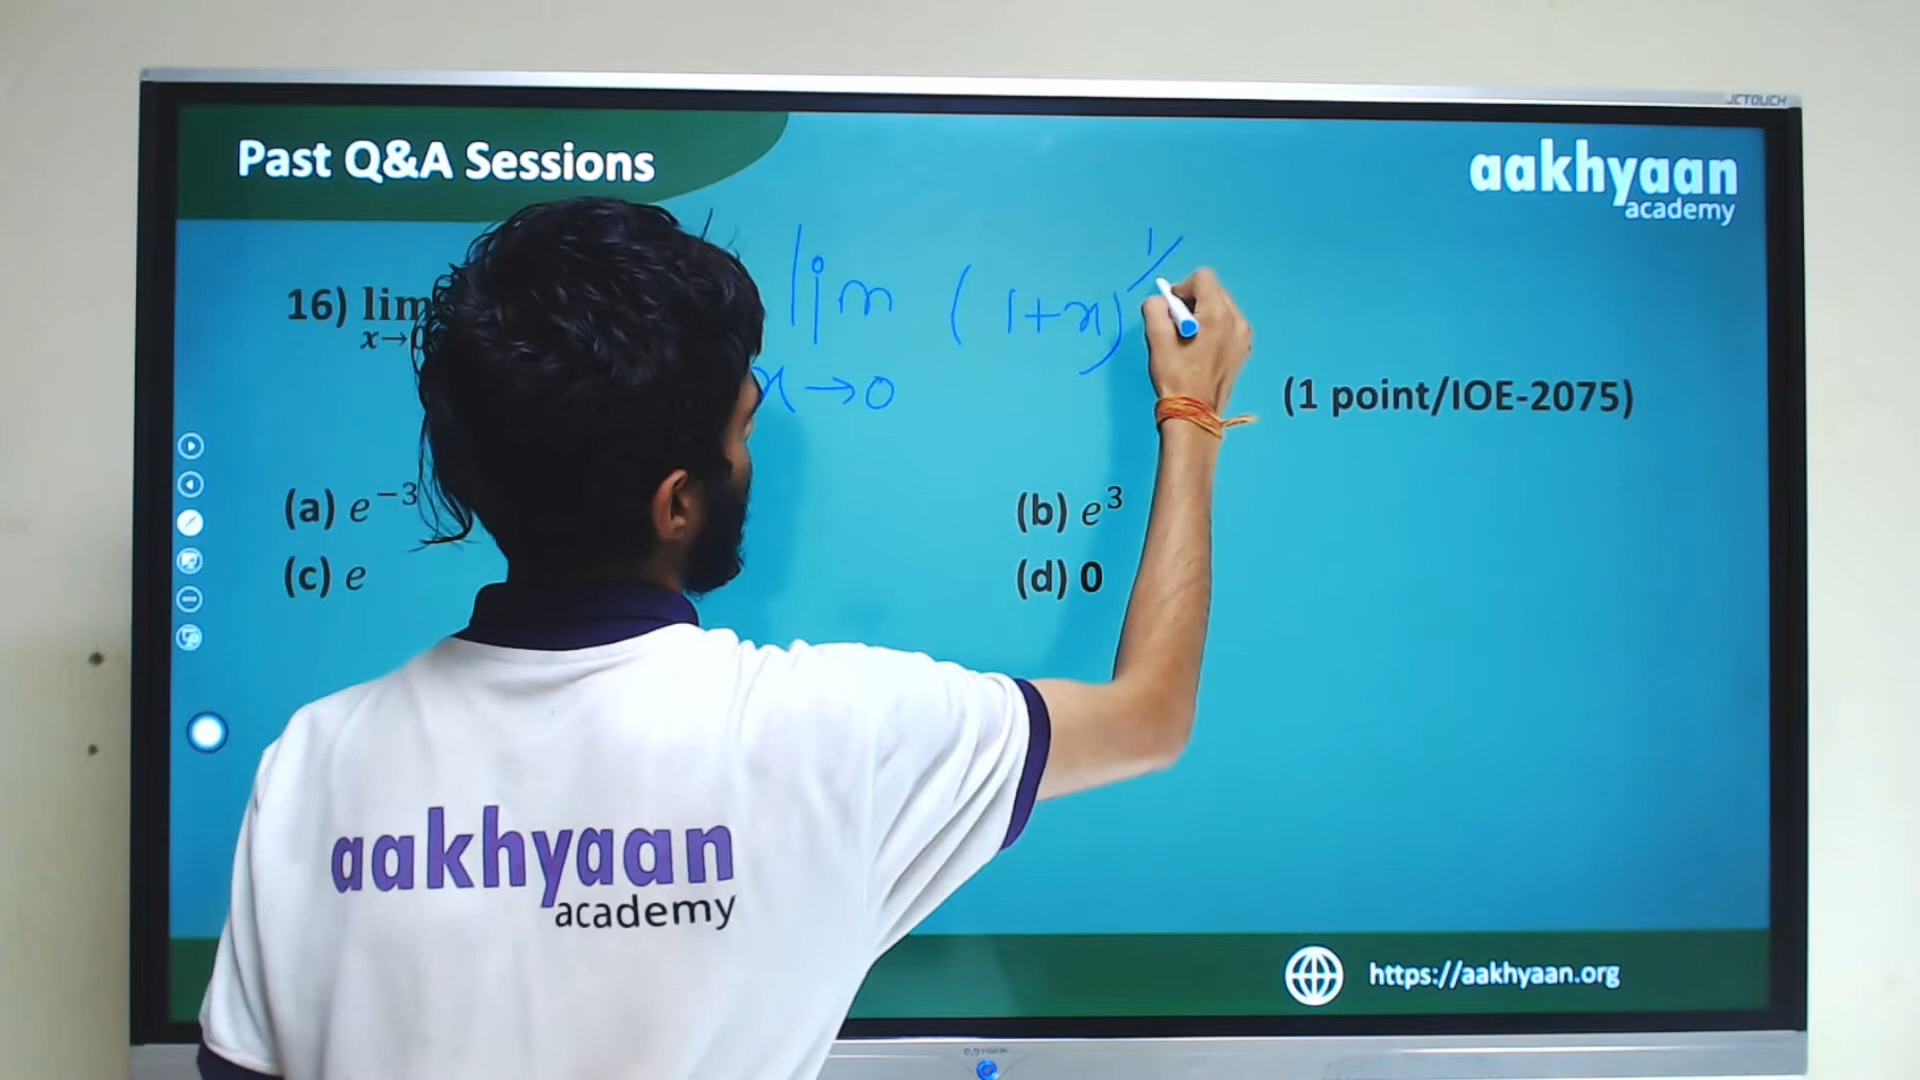 JCTOUCH
Past Q&A Sessions
aakhyaan
academy
lim (1+x)^1/
x→0
16) lim
x→0
(1 point/IOE-2075)
(a) e^−3
(b) e^3
(c) e
(d) 0
aakhyaan
academy
https://aakhyaan.org